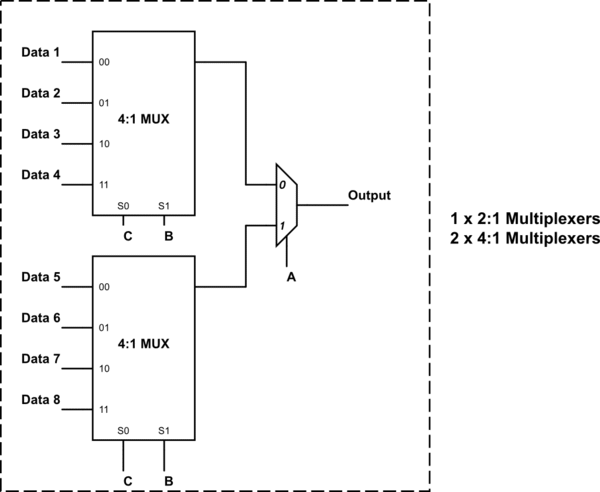 Data 1
00
Data 2
01
4:1 MUX
Data 3
10
Data 4
11
S0 S1
C B
0
1
Output
A
1 x 2:1 Multiplexers
2 x 4:1 Multiplexers
Data 5
00
Data 6
01
4:1 MUX
Data 7
10
Data 8
11
S0 S1
C B